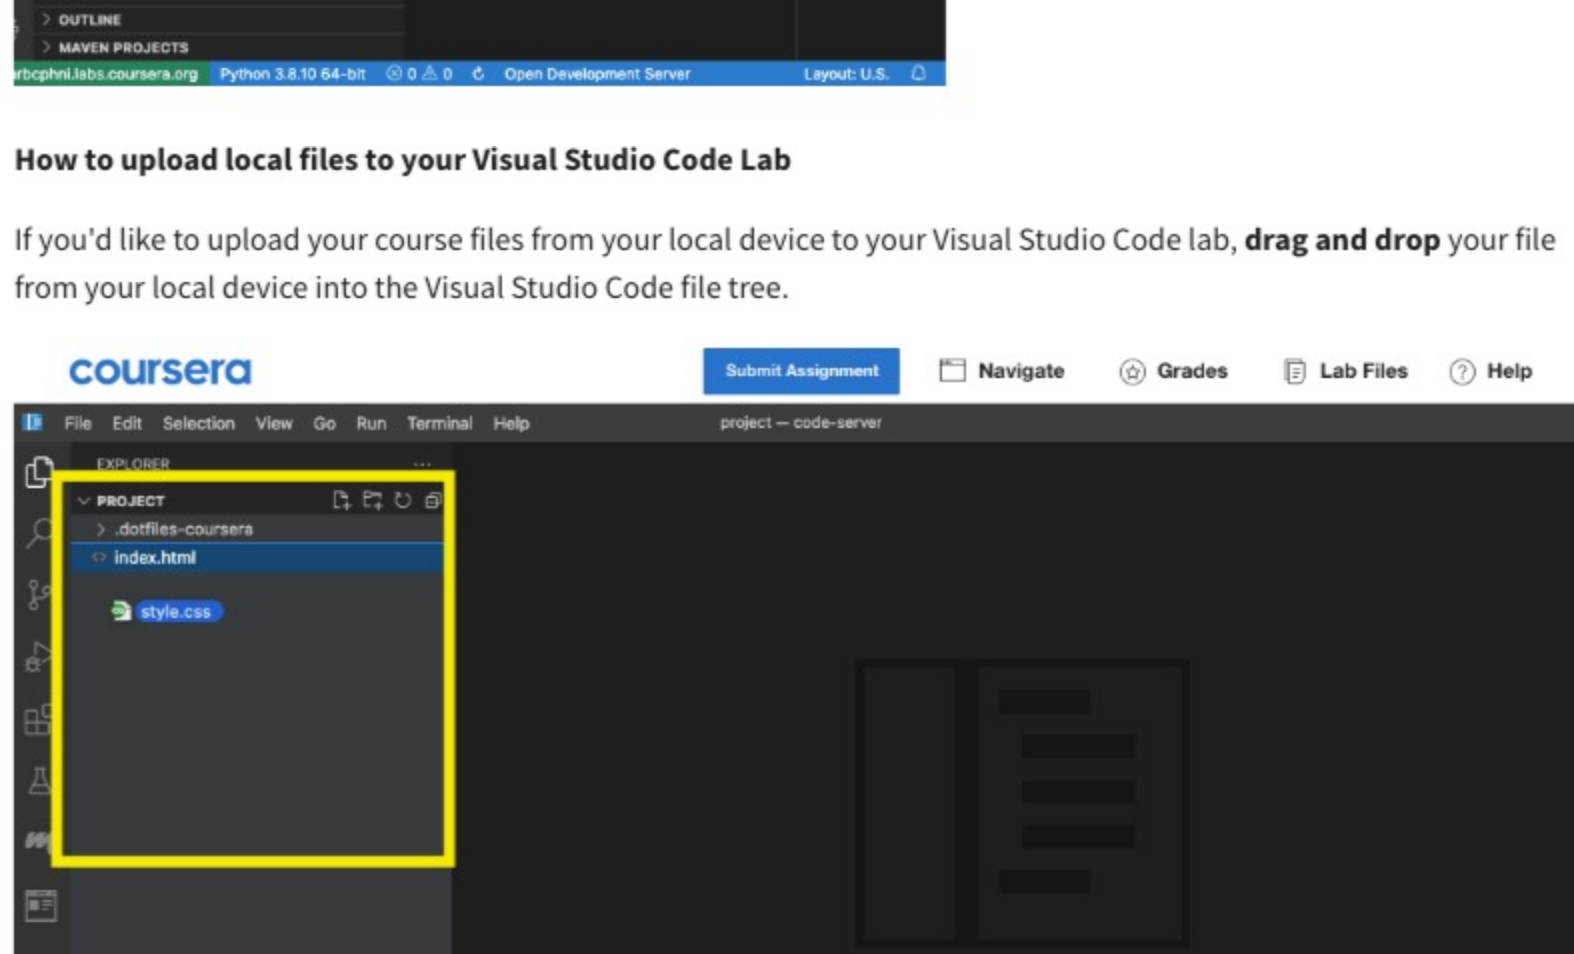 OUTLINE
MAVEN PROJECTS
rbcphni.labs.coursera.org Python 3.8.10 64-bit 0 0 Open Development Server Layout: U.S.
How to upload local files to your Visual Studio Code Lab
If you'd like to upload your course files from your local device to your Visual Studio Code lab, drag and drop your file
from your local device into the Visual Studio Code file tree.
coursera Submit Assignment Navigate Grades Lab Files Help
File Edit Selection View Go Run Terminal Help project — code-server
EXPLORER ...
PROJECT
.dotfiles-coursera
index.html
style.css